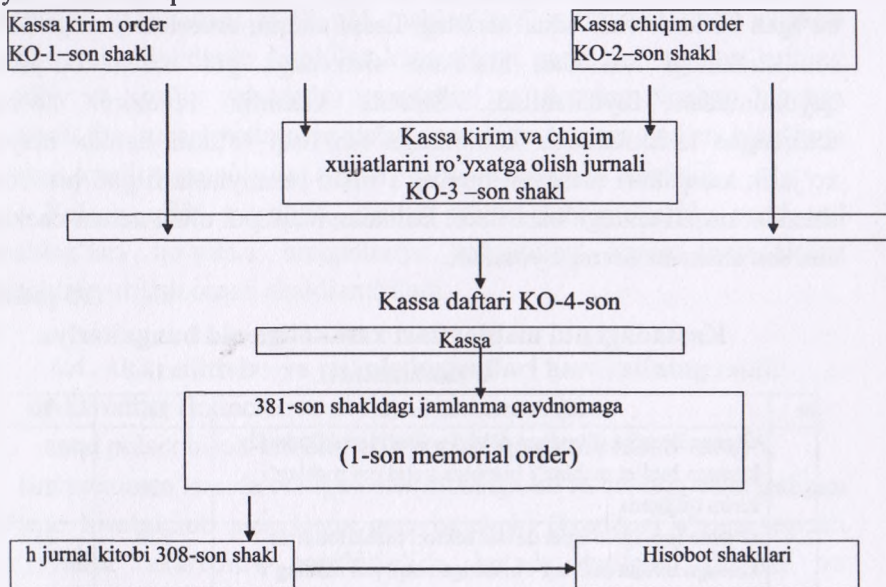 Kassa kirim order
KO-1-son shakl
Kassa chiqim order
KO-2–son shakl
Kassa kirim va chiqim
xujjatlarini ro'yxatga olish jurnali
KO-3 – son shakl
Kassa daftari KO-4-son
Kassa
381-son shakldagi jamlanma qaydnomaga
(1-son memorial order)
h jurnal kitobi 308-son shakl
Hisobot shakllari